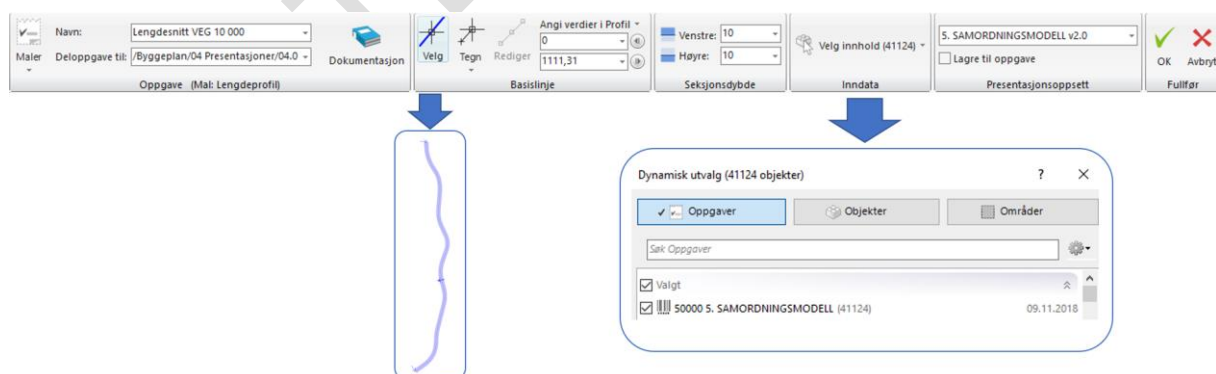 Maler
Navn: Lengdesnitt VEG 10 000
Deloppgave til: /Byggeplan/04 Presentasjoner/04.0
Dokumentasjon
Oppgave (Mal: Lengdeprofil)
Velg
Tegn
Rediger
Angi verdier i Profil
0
1111,31
Basislinje
Venstre: 10
Høyre: 10
Seksjonsdybde
Velg innhold (41124)
Inndata
5. SAMORDNINGSMODELL v2.0
Lagre til oppgave
Presentasjonsoppsett
OK
Avbryt
Fullfør
Dynamisk utvalg (41124 objekter)
? ×
Oppgaver
Objekter
Områder
Søk Oppgaver
Valgt
50000 5. SAMORDNINGSMODELL (41124) 09.11.2018